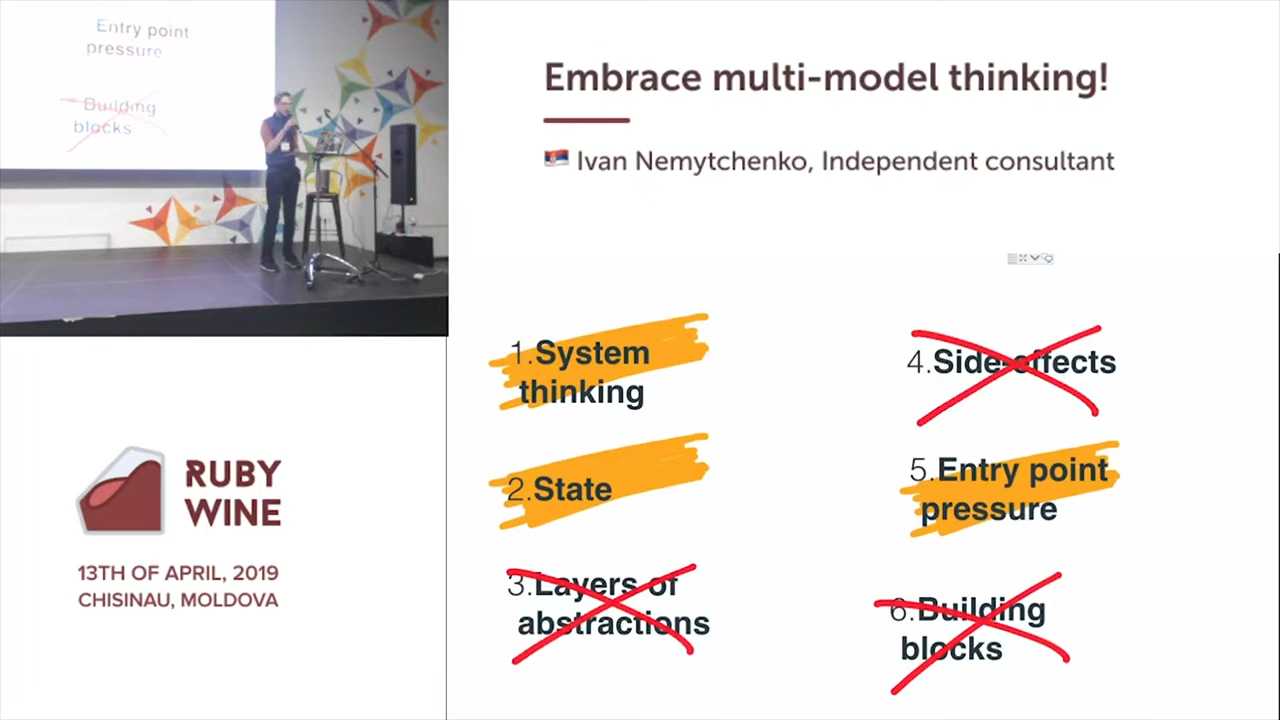 Entry point
pressure
Building
blocks
Embrace multi-model thinking!
Ivan Nemytchenko, Independent consultant
1.System
thinking
2.State
3.Layers of
abstractions
4.Side-effects
5.Entry point
pressure
6.Building
blocks
RUBY
WINE
13TH OF APRIL, 2019
CHISINAU, MOLDOVA